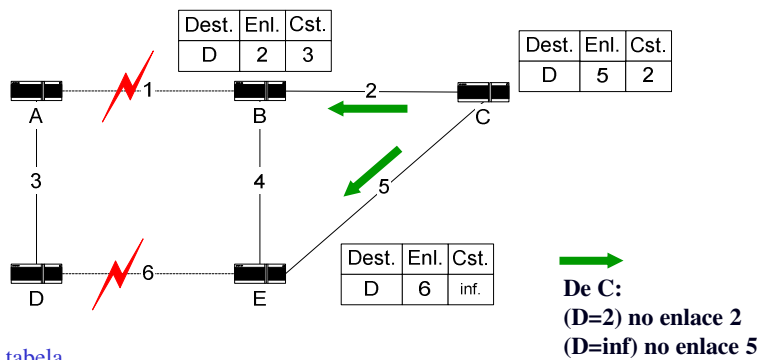 Dest. Enl. Cst.
D 2 3
Dest. Enl. Cst.
D 5 2
1
2
A
B
C
3
4
5
6
D
E
Dest. Enl. Cst.
D 6 inf.
De C:
(D=2) no enlace 2
(D=inf) no enlace 5
tabela